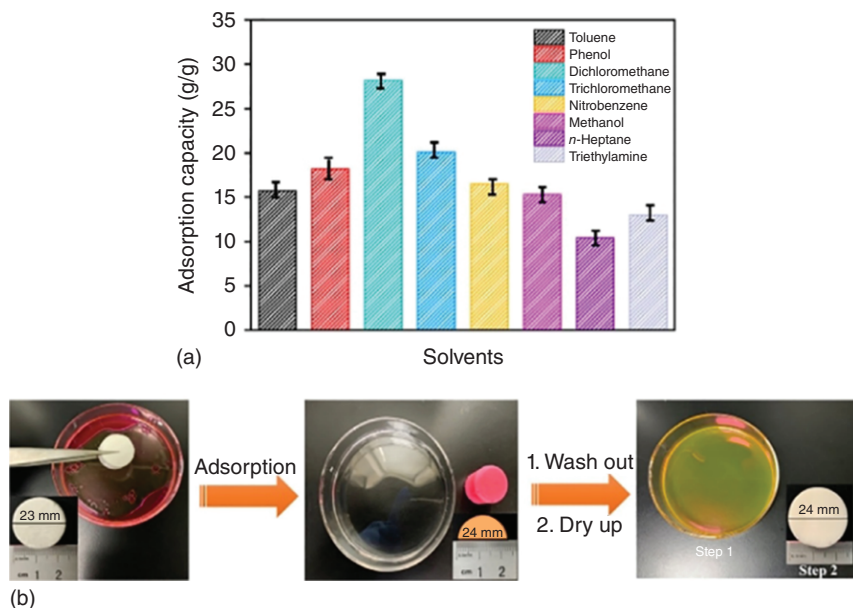 Adsorption capacity (g/g)
35
30
25
20
15
10
5
0
Toluene
Phenol
Dichloromethane
Trichloromethane
Nitrobenzene
Methanol
n-Heptane
Triethylamine
Solvents
(a)
23 mm
cm 1 2
Adsorption
24 mm
cm 1 2
1. Wash out
2. Dry up
Step 1
24 mm
Step 2
(b)